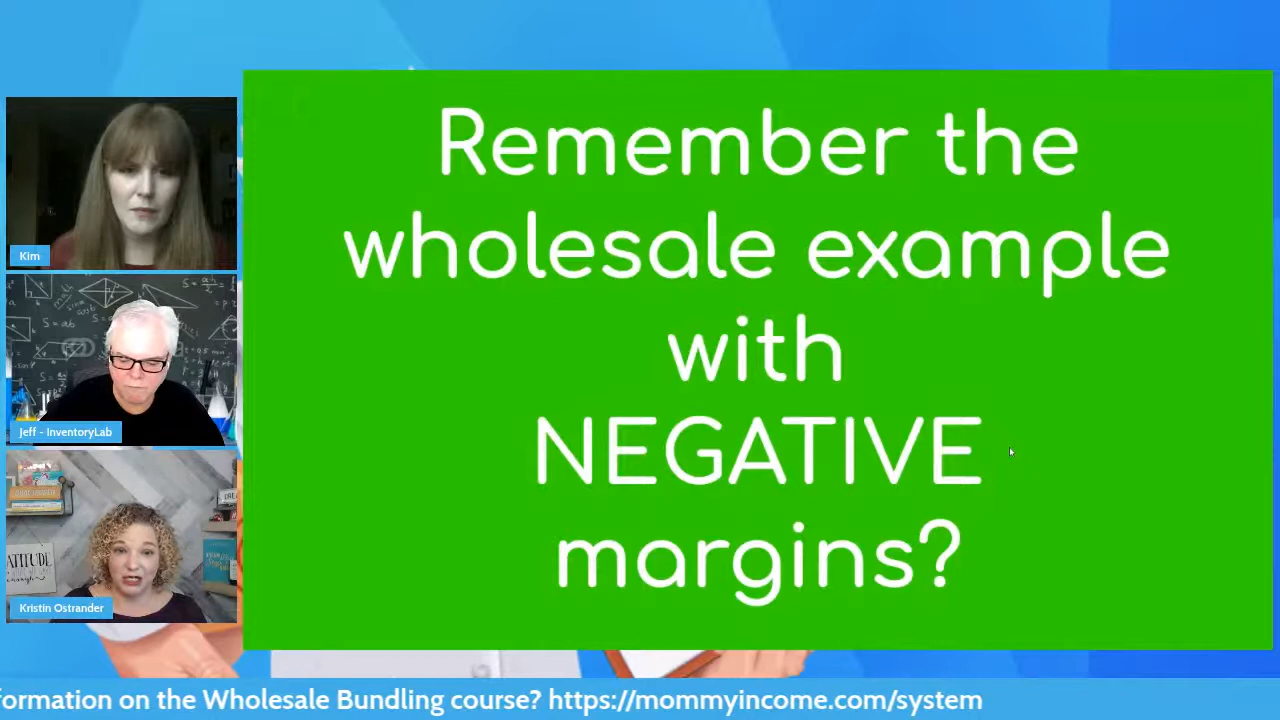 Remember the
wholesale example
with
NEGATIVE
margins?
Kim
Jeff - InventoryLab
Kristin Ostrander
formation on the Wholesale Bundling course? https://mommyincome.com/system